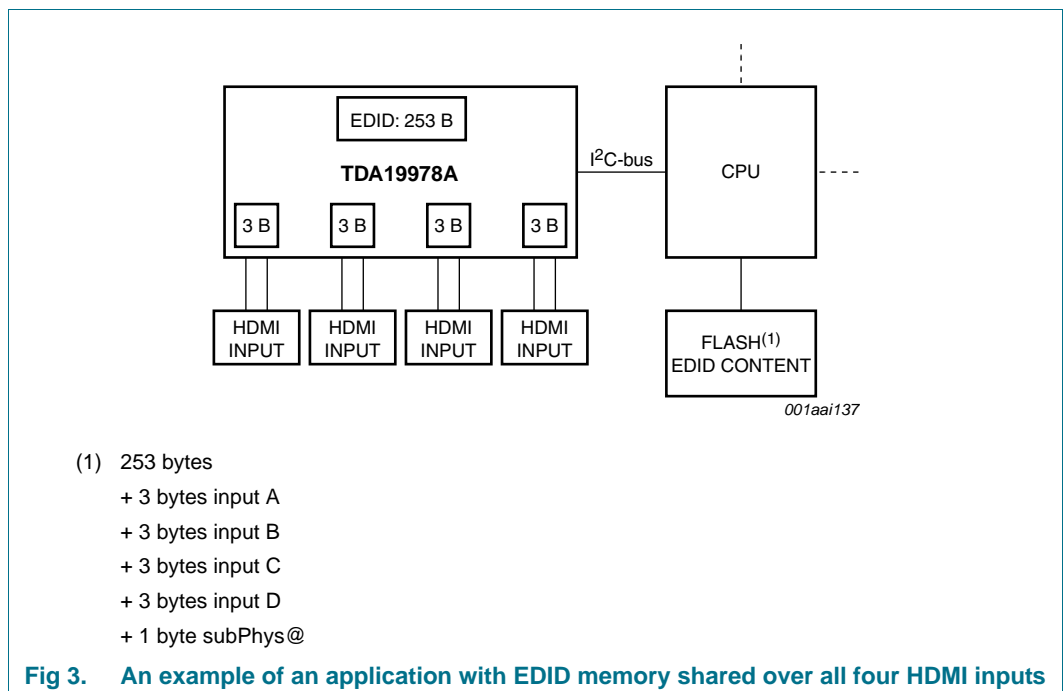 EDID: 253 B
TDA19978A
I2C-bus
CPU
3 B
3 B
3 B
3 B
HDMI
INPUT
HDMI
INPUT
HDMI
INPUT
HDMI
INPUT
FLASH(1)
EDID CONTENT
001aai137
(1) 253 bytes
+ 3 bytes input A
+ 3 bytes input B
+ 3 bytes input C
+ 3 bytes input D
+ 1 byte subPhys@
Fig 3. An example of an application with EDID memory shared over all four HDMI inputs